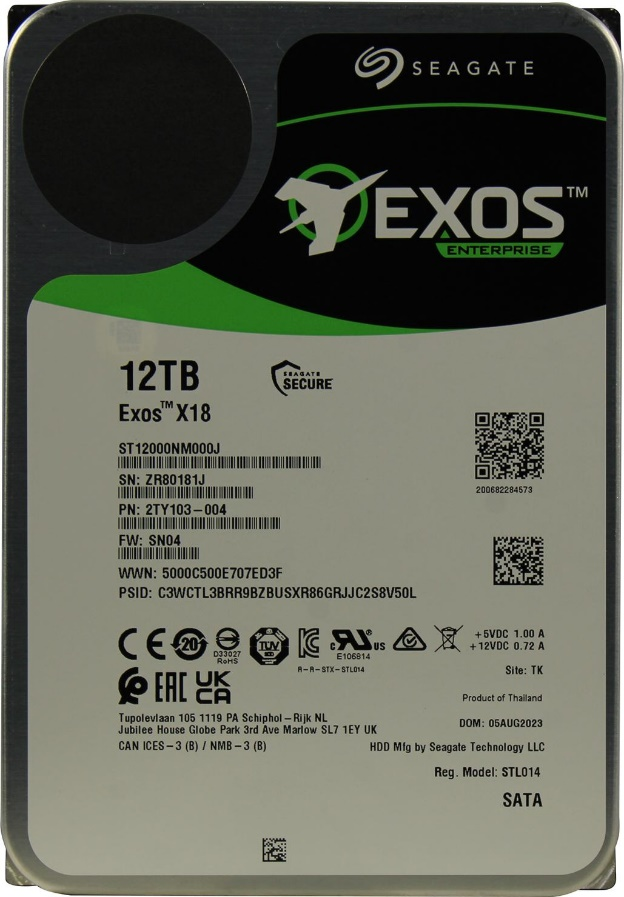 SEAGATE
EXOS™
ENTERPRISE
12TB
SEAGATE SECURE
Exos™ X18
ST12000NM000J
SN: ZR80181J
200682284573
PN: 2TY103-004
FW: SN04
WWN: 5000C500E707ED3F
PSID: C3WCTL3BRR9BZBUSXR86GRJJC2S8V50L
CE 20 D33027 RoHS TUV R-R-STX-STL014 c RU us E106814
+5VDC 1.00 A
+12VDC 0.72 A
EAC UKCA
Site: TK
Product of Thailand
Tupolevlaan 105 1119 PA Schiphol-Rijk NL
DOM: 05AUG2023
Jubilee House Globe Park 3rd Ave Marlow SL7 1EY UK
CAN ICES-3 (B) / NMB-3 (B)
HDD Mfg by Seagate Technology LLC
Reg. Model: STL014
SATA